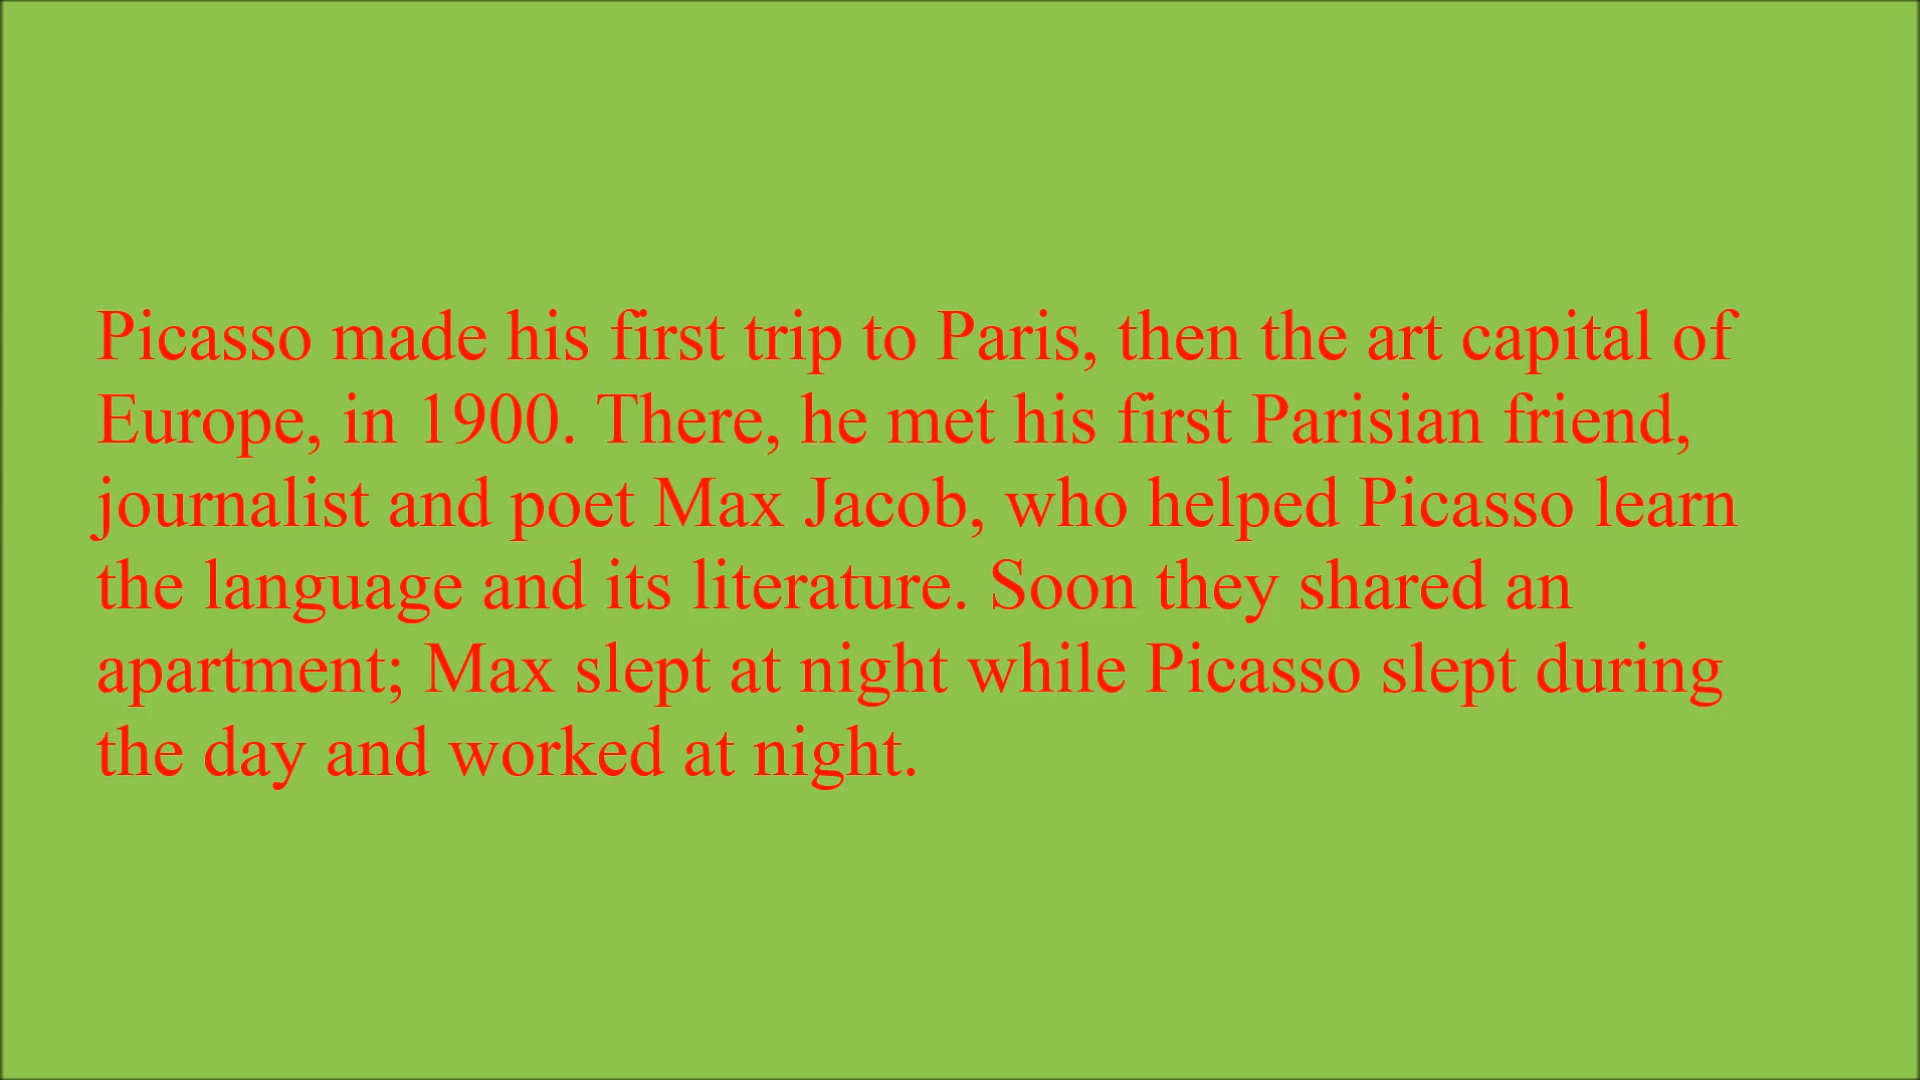 Picasso made his first trip to Paris, then the art capital of
Europe, in 1900. There, he met his first Parisian friend,
journalist and poet Max Jacob, who helped Picasso learn
the language and its literature. Soon they shared an
apartment; Max slept at night while Picasso slept during
the day and worked at night.